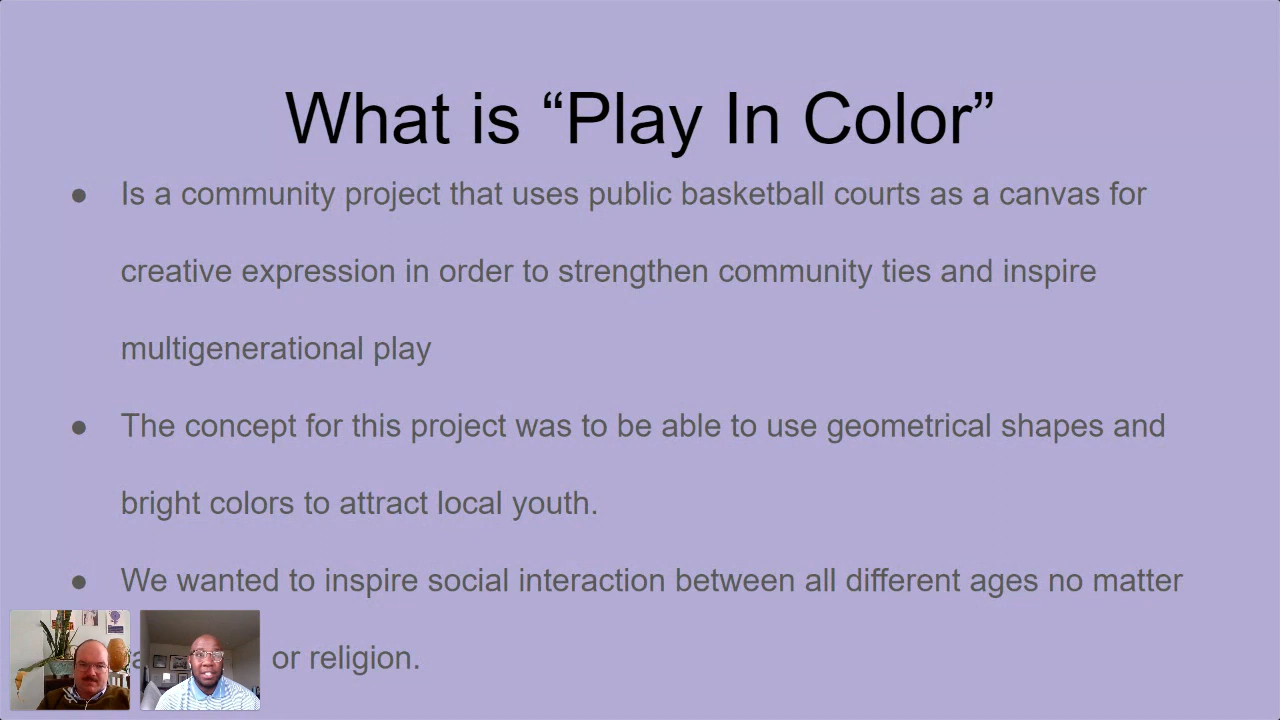 What is “Play In Color”
● Is a community project that uses public basketball courts as a canvas for
creative expression in order to strengthen community ties and inspire
multigenerational play
● The concept for this project was to be able to use geometrical shapes and
bright colors to attract local youth.
● We wanted to inspire social interaction between all different ages no matter
or religion.